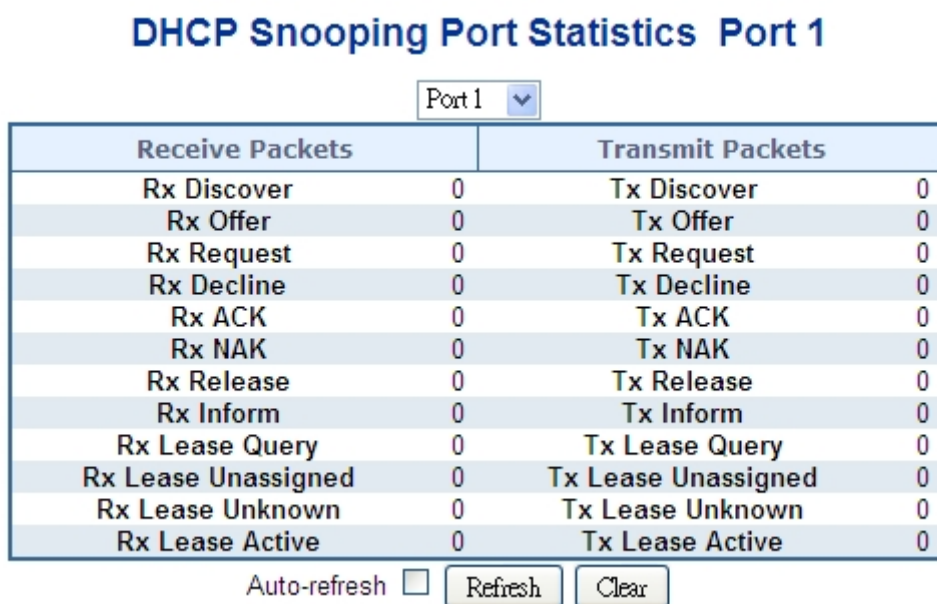 DHCP Snooping Port Statistics Port 1
Port 1
Receive Packets Transmit Packets
Rx Discover 0 Tx Discover 0
Rx Offer 0 Tx Offer 0
Rx Request 0 Tx Request 0
Rx Decline 0 Tx Decline 0
Rx ACK 0 Tx ACK 0
Rx NAK 0 Tx NAK 0
Rx Release 0 Tx Release 0
Rx Inform 0 Tx Inform 0
Rx Lease Query 0 Tx Lease Query 0
Rx Lease Unassigned 0 Tx Lease Unassigned 0
Rx Lease Unknown 0 Tx Lease Unknown 0
Rx Lease Active 0 Tx Lease Active 0
Auto-refresh Refresh Clear